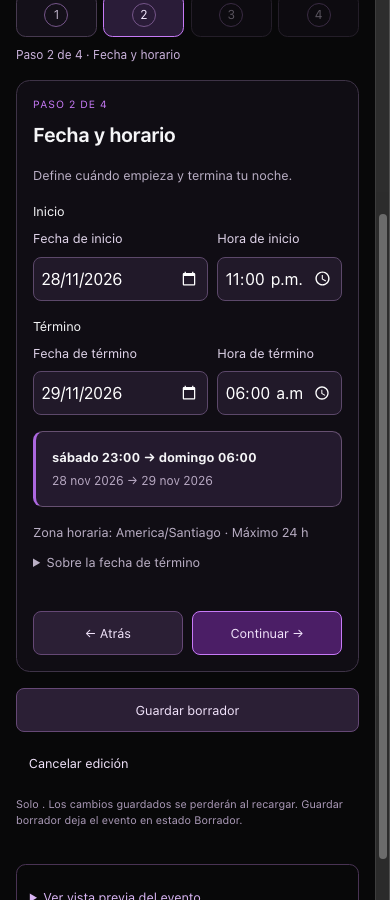 1
2
3
4
Paso 2 de 4 · Fecha y horario
PASO 2 DE 4
Fecha y horario
Define cuándo empieza y termina tu noche.
Inicio
Fecha de inicio
Hora de inicio
28/11/2026
11:00 p.m.
Término
Fecha de término
Hora de término
29/11/2026
06:00 a.m
sábado 23:00 → domingo 06:00
28 nov 2026 → 29 nov 2026
Zona horaria: America/Santiago · Máximo 24 h
▶ Sobre la fecha de término
← Atrás
Continuar →
Guardar borrador
Cancelar edición
Solo . Los cambios guardados se perderán al recargar. Guardar
borrador deja el evento en estado Borrador.
▶ Ver vista previa del evento